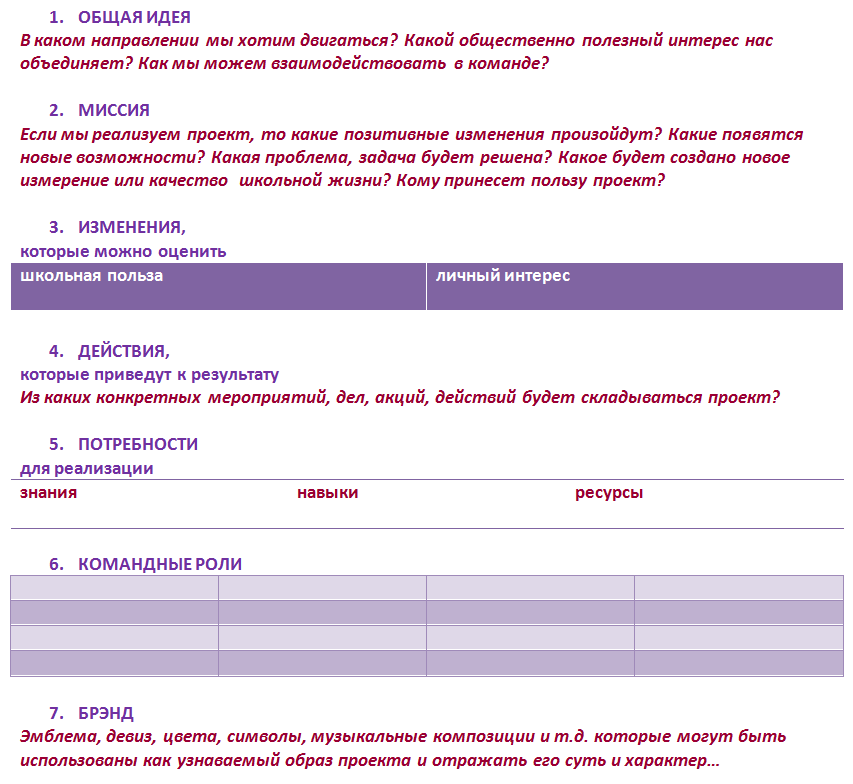 1. ОБЩАЯ ИДЕЯ
В каком направлении мы хотим двигаться? Какой общественно полезный интерес нас
объединяет? Как мы можем взаимодействовать в команде?
2. МИССИЯ
Если мы реализуем проект, то какие позитивные изменения произойдут? Какие появятся
новые возможности? Какая проблема, задача будет решена? Какое будет создано новое
измерение или качество школьной жизни? Кому принесет пользу проект?
3. ИЗМЕНЕНИЯ,
которые можно оценить
школьная польза личный интерес
4. ДЕЙСТВИЯ,
которые приведут к результату
Из каких конкретных мероприятий, дел, акций, действий будет складываться проект?
5. ПОТРЕБНОСТИ
для реализации
знания навыки ресурсы
6. КОМАНДНЫЕ РОЛИ
7. БРЭНД
Эмблема, девиз, цвета, символы, музыкальные композиции и т.д. которые могут быть
использованы как узнаваемый образ проекта и отражать его суть и характер…